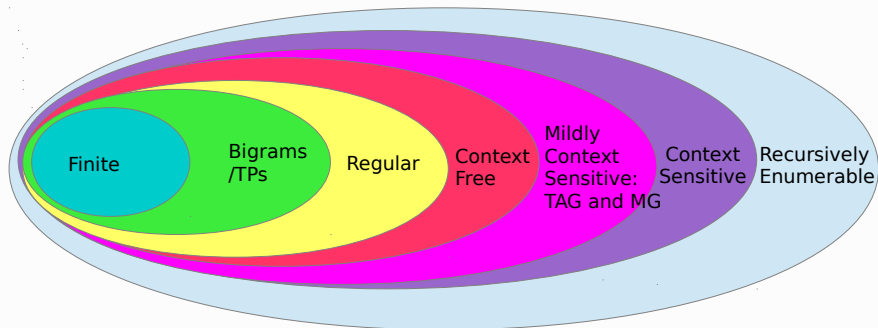 Finite
Bigrams
/TPs
Regular
Context
Free
Mildly
Context
Sensitive:
TAG and MG
Context
Sensitive
Recursively
Enumerable